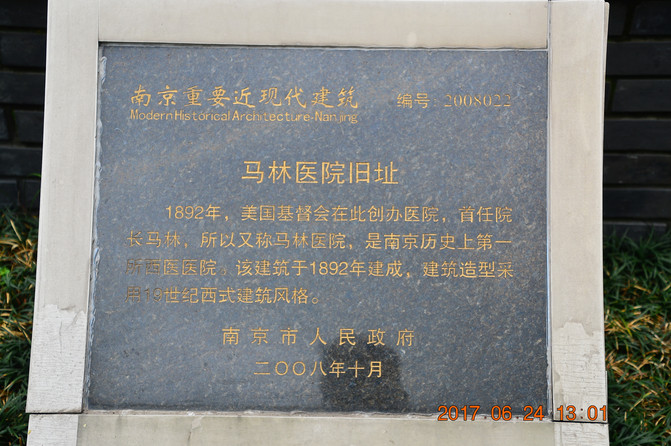 南京重要近现代建筑 编号 2008022
Modern Historical Architecture-Nanjing
马林医院旧址
1892年，美国基督会在此创办医院，首任院
长马林，所以又称马林医院，是南京历史上第一
所西医医院。该建筑于1892年建成，建筑造型采
用19世纪西式建筑风格。
南京市人民政府
二〇〇八年十月
2017.06.24 13:01